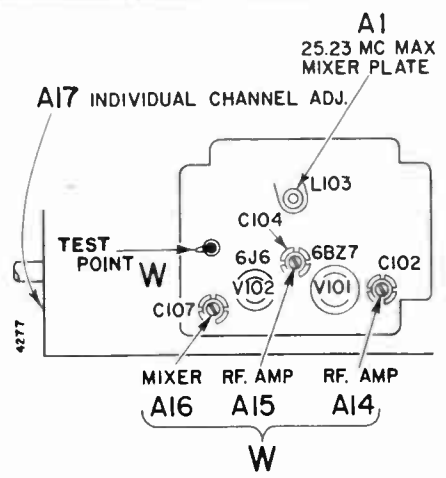 A1
25.23 MC MAX
MIXER PLATE
A17 INDIVIDUAL CHANNEL ADJ.
L103
C104
TEST
POINT W
6J6
6BZ7
C102
V102
V101
C107
4277
MIXER RF. AMP RF. AMP
A16 A15 A14
W